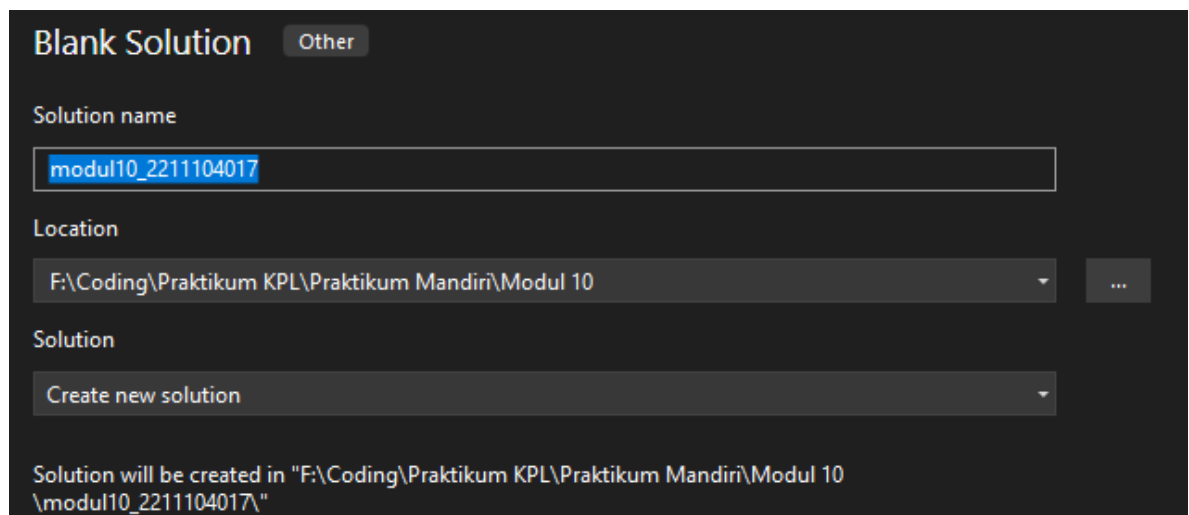 Blank Solution Other
Solution name
modul10_2211104017
Location
F:\Coding\Praktikum KPL\Praktikum Mandiri\Modul 10
...
Solution
Create new solution
Solution will be created in "F:\Coding\Praktikum KPL\Praktikum Mandiri\Modul 10
\modul10_2211104017\"